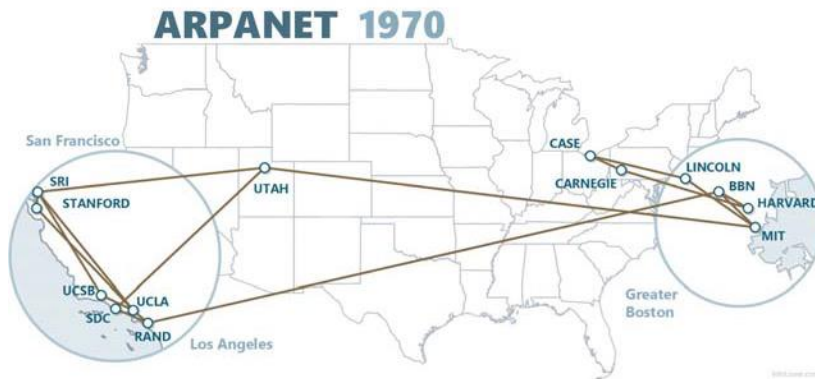 ARPANET 1970
San Francisco
SRI
STANFORD
UTAH
CASE
CARNEGIE
LINCOLN
BBN
HARVARD
MIT
UCSB
UCLA
SDC
RAND
Los Angeles
Greater
Boston